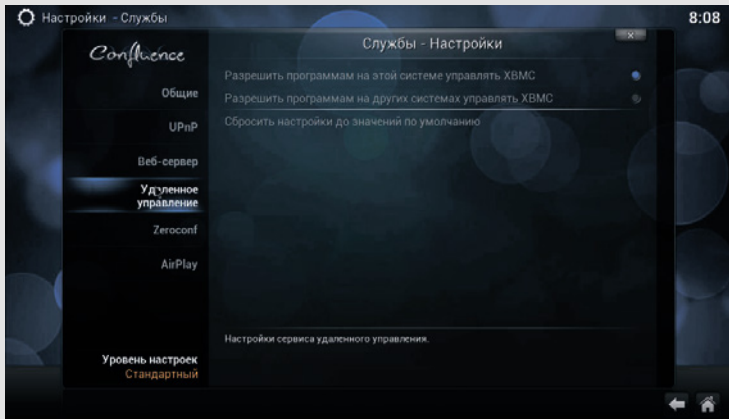 Настройки - Службы
8:08
Confluence
Службы - Настройки
Общие
UPnP
Веб-сервер
Удаленное
управление
Zeroconf
AirPlay
Разрешить программам на этой системе управлять XBMC
Разрешить программам на других системах управлять XBMC
Сбросить настройки до значений по умолчанию
Настройки сервиса удаленного управления.
Уровень настроек
Стандартный